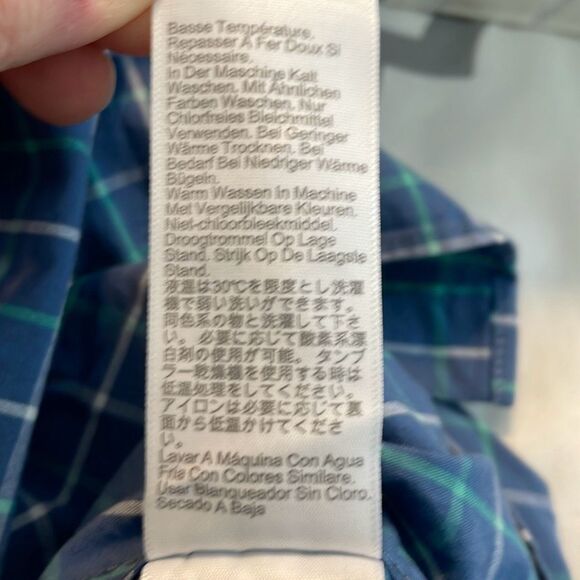 Basse Température.
Repasser À Fer Doux Si
Nécessaire.
In Der Maschine Kalt
Waschen. Mit Ähnlichen
Farben Waschen. Nur
Chlorfreies Bleichmittel
Verwenden. Bei Geringer
Wärme Trocknen. Bei
Bedarf Bei Niedriger Wärme
Bügeln.
Warm Wassen In Machine
Met Vergelijkbare Kleuren.
Niet-chloorbleekmiddel.
Droogtrommel Op Lage
Stand. Strijk Op De Laagste
Stand.
液温は30℃を限度とし洗濯
機で弱い洗いができます。
同色系の物と洗濯して下さ
い。必要に応じて酸素系漂
白剤の使用が可能。タンブ
ラー乾燥機を使用する時は
低温処理をしてください。
アイロンは必要に応じて裏
面から低温かけてくださ
い。
Lavar A Máquina Con Agua
Fría Con Colores Similare.
Usar Blanqueador Sin Cloro.
Secado A Baja